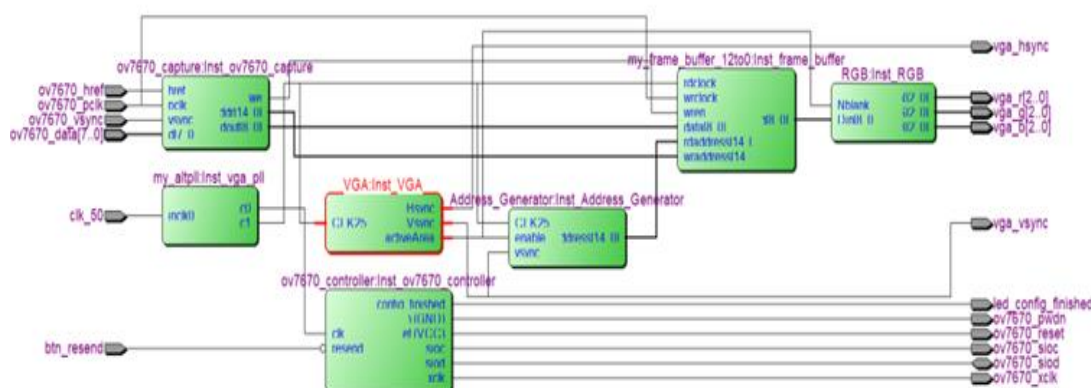 ov7670_capture:Inst_ov7670_capture
ov7670_href
ov7670_pclk
ov7670_vsync
ov7670_data[7..0]
href
pclk
vsync
we
my_altpll:Inst_vga_pll
clk_50
inclk0
c0
c1
VGA:Inst_VGA
CLK25
Hsync
Vsync
activeArea
Address_Generator:Inst_Address_Generator
CLK25
enable
vsync
my_frame_buffer_12to0:Inst_frame_buffer
rdclock
wrclock
wren
RGB:Inst_RGB
Nblank
vga_hsync
vga_r[2..0]
vga_g[2..0]
vga_b[2..0]
vga_vsync
ov7670_controller:Inst_ov7670_controller
btn_resend
clk
resend
config_finished
sioc
siod
xclk
led_config_finished
ov7670_pwdn
ov7670_reset
ov7670_sioc
ov7670_siod
ov7670_xclk